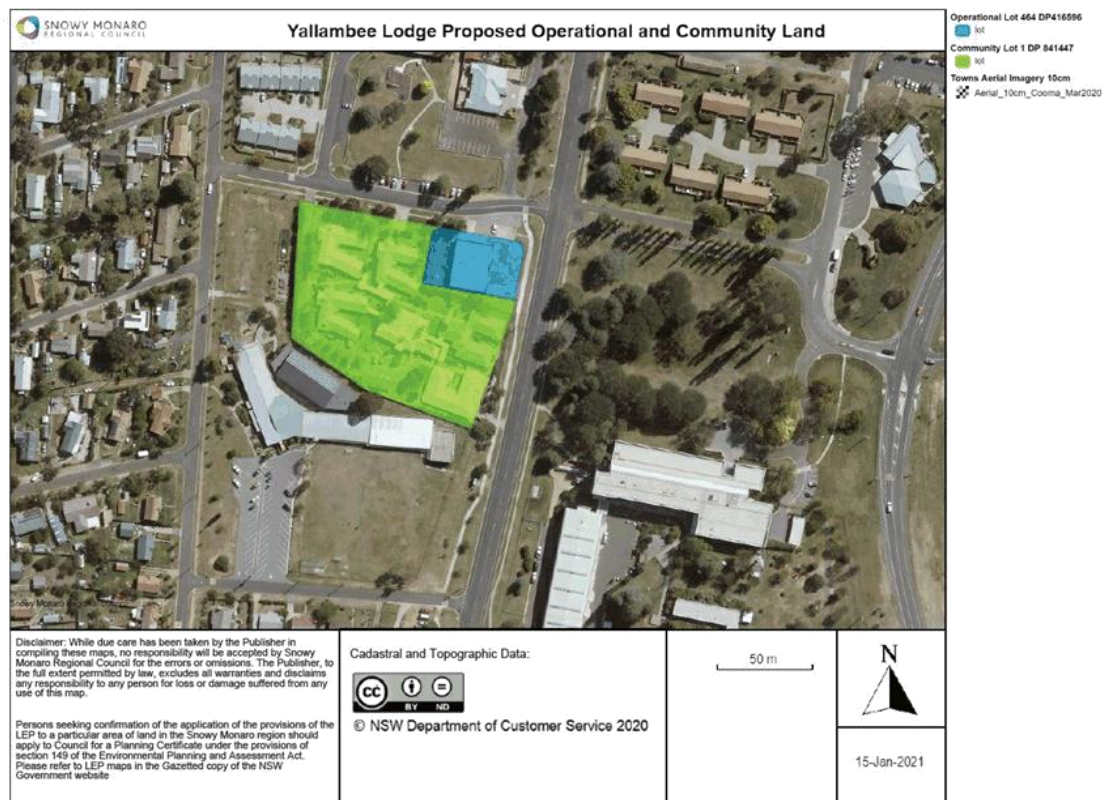 SNOWY MONARO
REGIONAL COUNCIL
Yallambee Lodge Proposed Operational and Community Land
Operational Lot 464 DP416596
lot
Community Lot 1 DP 841447
lot
Towns Aerial Imagery 10cm
Aerial_10cm_Cooma_Mar2020
Snowy Monaro
Disclaimer: While due care has been taken by the Publisher in
compiling these maps, no responsibility will be accepted by Snowy
Monaro Regional Council for the errors or omissions. The Publisher, to
the full extent permitted by law, excludes all warranties and disclaims
any responsibility to any person for loss or damage suffered from any
use of this map.
Persons seeking confirmation of the application of the provisions of the
LEP to a particular area of land in the Snowy Monaro region should
apply to Council for a Planning Certificate under the provisions of
section 149 of the Environmental Planning and Assessment Act.
Please refer to LEP maps in the Gazetted copy of the NSW
Government website
Cadastral and Topographic Data:
CC
BY ND
© NSW Department of Customer Service 2020
50 m
N
15-Jan-2021